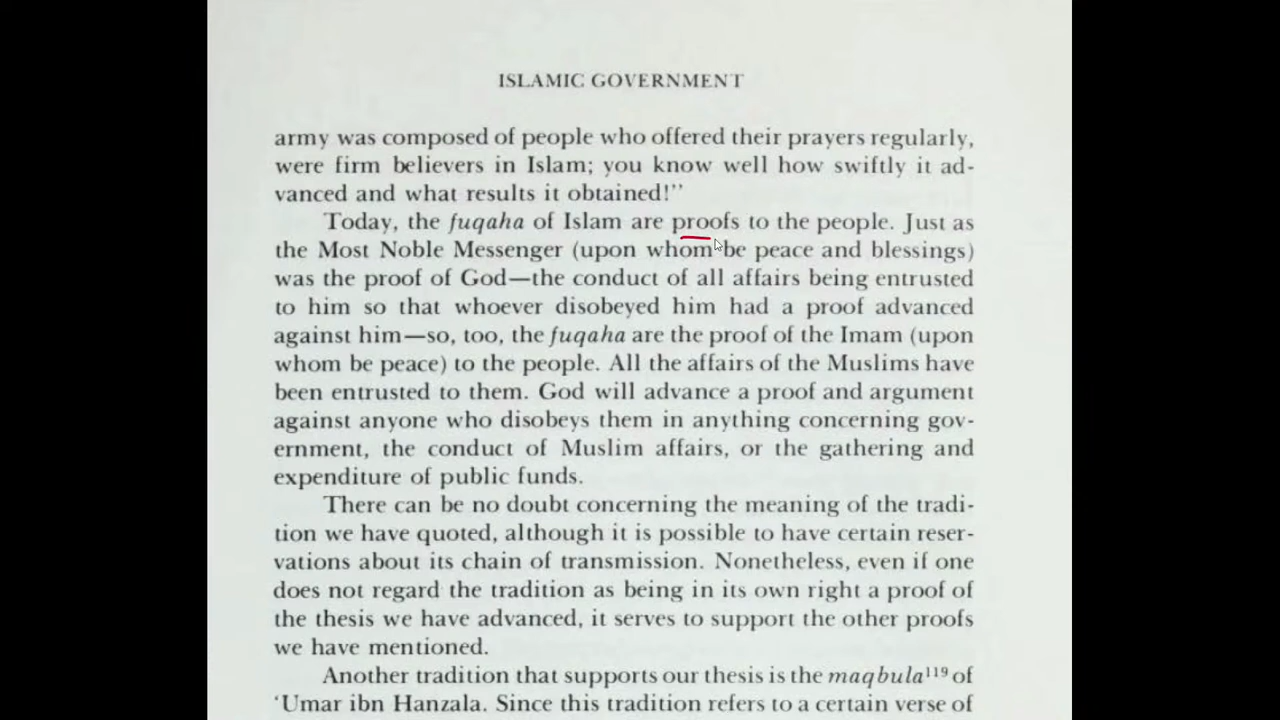 ISLAMIC GOVERNMENT
army was composed of people who offered their prayers regularly,
were firm believers in Islam; you know well how swiftly it ad-
vanced and what results it obtained!”
Today, the fuqaha of Islam are proofs to the people. Just as
the Most Noble Messenger (upon whom be peace and blessings)
was the proof of God—the conduct of all affairs being entrusted
to him so that whoever disobeyed him had a proof advanced
against him—so, too, the fuqaha are the proof of the Imam (upon
whom be peace) to the people. All the affairs of the Muslims have
been entrusted to them. God will advance a proof and argument
against anyone who disobeys them in anything concerning gov-
ernment, the conduct of Muslim affairs, or the gathering and
expenditure of public funds.
There can be no doubt concerning the meaning of the tradi-
tion we have quoted, although it is possible to have certain reser-
vations about its chain of transmission. Nonetheless, even if one
does not regard the tradition as being in its own right a proof of
the thesis we have advanced, it serves to support the other proofs
we have mentioned.
Another tradition that supports our thesis is the maqbula¹¹⁹ of
‘Umar ibn Hanzala. Since this tradition refers to a certain verse of